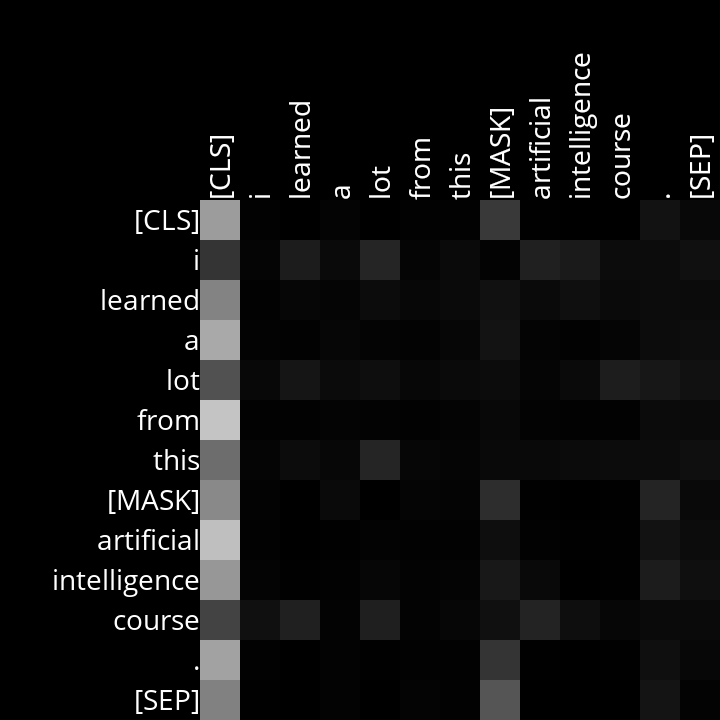 [CLS] i learned a lot from this [MASK] artificial intelligence course . [SEP]
[CLS]
i
learned
a
lot
from
this
[MASK]
artificial
intelligence
course
.
[SEP]